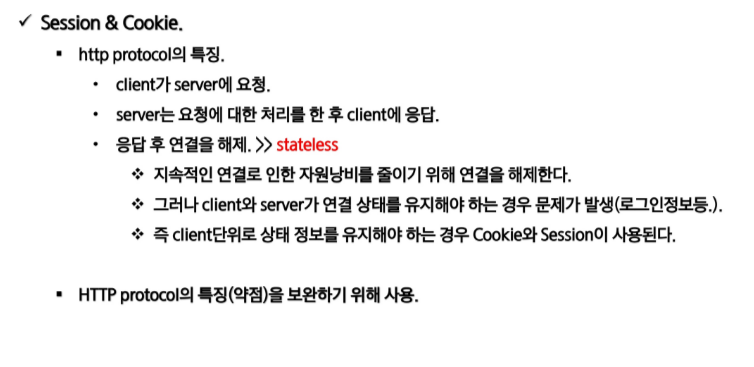 ✓ Session & Cookie.
▪ http protocol의 특징.
• client가 server에 요청.
• server는 요청에 대한 처리를 한 후 client에 응답.
• 응답 후 연결을 해제. >> stateless
❖ 지속적인 연결로 인한 자원낭비를 줄이기 위해 연결을 해제한다.
❖ 그러나 client와 server가 연결 상태를 유지해야 하는 경우 문제가 발생(로그인정보등.).
❖ 즉 client단위로 상태 정보를 유지해야 하는 경우 Cookie와 Session이 사용된다.
▪ HTTP protocol의 특징(약점)을 보완하기 위해 사용.